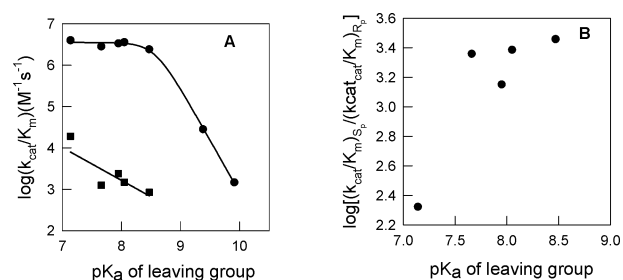 A
log(kcat/Km)(M-1s-1)
7
6
5
4
3
2
7 8 9 10
pKa of leaving group
B
log[(kcat/Km)Sp/(kcatcat/Km)Rp]
3.6
3.4
3.2
3.0
2.8
2.6
2.4
2.2
7.0 7.5 8.0 8.5 9.0
pKa of leaving group